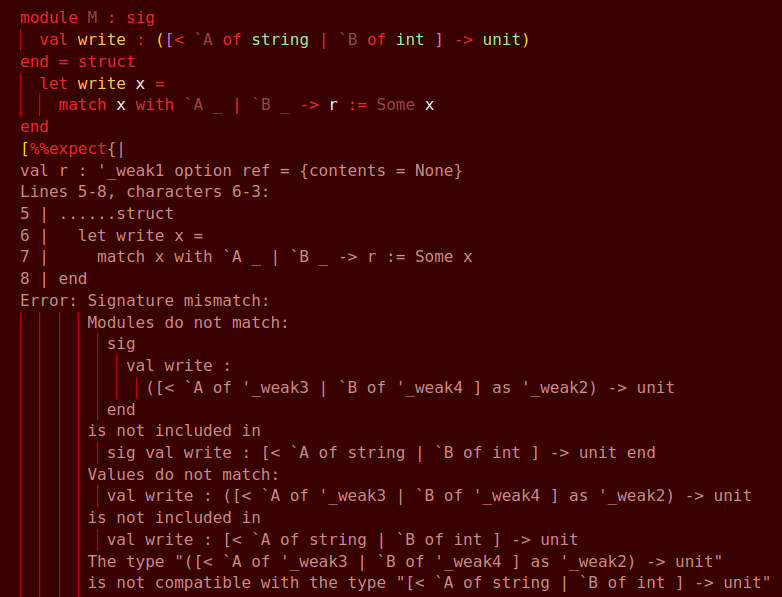 module M : sig
  val write : ([< `A of string | `B of int ] -> unit)
end = struct
  let write x =
    match x with `A _ | `B _ -> r := Some x
end
[%%expect{|
val r : '_weak1 option ref = {contents = None}
Lines 5-8, characters 6-3:
5 | ......struct
6 |   let write x =
7 |     match x with `A _ | `B _ -> r := Some x
8 | end
Error: Signature mismatch:
       Modules do not match:
         sig
           val write :
             ([< `A of '_weak3 | `B of '_weak4 ] as '_weak2) -> unit
         end
       is not included in
         sig val write : [< `A of string | `B of int ] -> unit end
       Values do not match:
         val write : ([< `A of '_weak3 | `B of '_weak4 ] as '_weak2) -> unit
       is not included in
         val write : [< `A of string | `B of int ] -> unit
       The type "([< `A of '_weak3 | `B of '_weak4 ] as '_weak2) -> unit"
       is not compatible with the type "[< `A of string | `B of int ] -> unit"